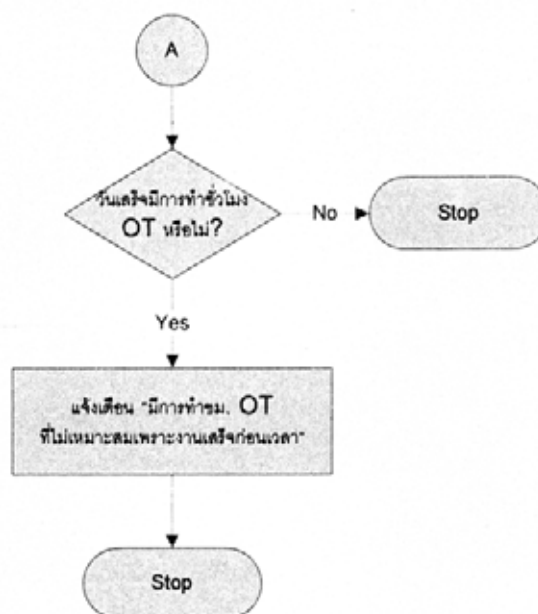 A
วันเสร็จมีการทำชั่วโมง
OT หรือไม่?
No
Stop
Yes
แจ้งเตือน "มีการทำชม. OT
ที่ไม่เหมาะสมเพราะงานเสร็จก่อนเวลา"
Stop